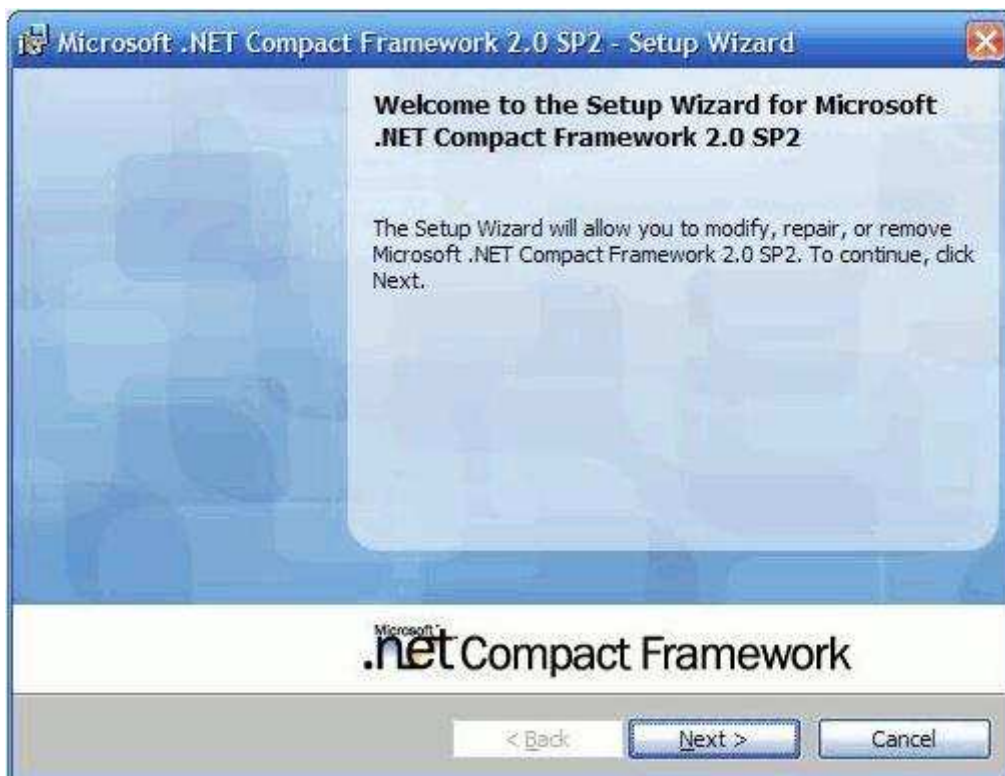 Microsoft .NET Compact Framework 2.0 SP2 - Setup Wizard
Welcome to the Setup Wizard for Microsoft
.NET Compact Framework 2.0 SP2
The Setup Wizard will allow you to modify, repair, or remove
Microsoft .NET Compact Framework 2.0 SP2. To continue, click
Next.
Microsoft
.net Compact Framework
< Back
Next >
Cancel